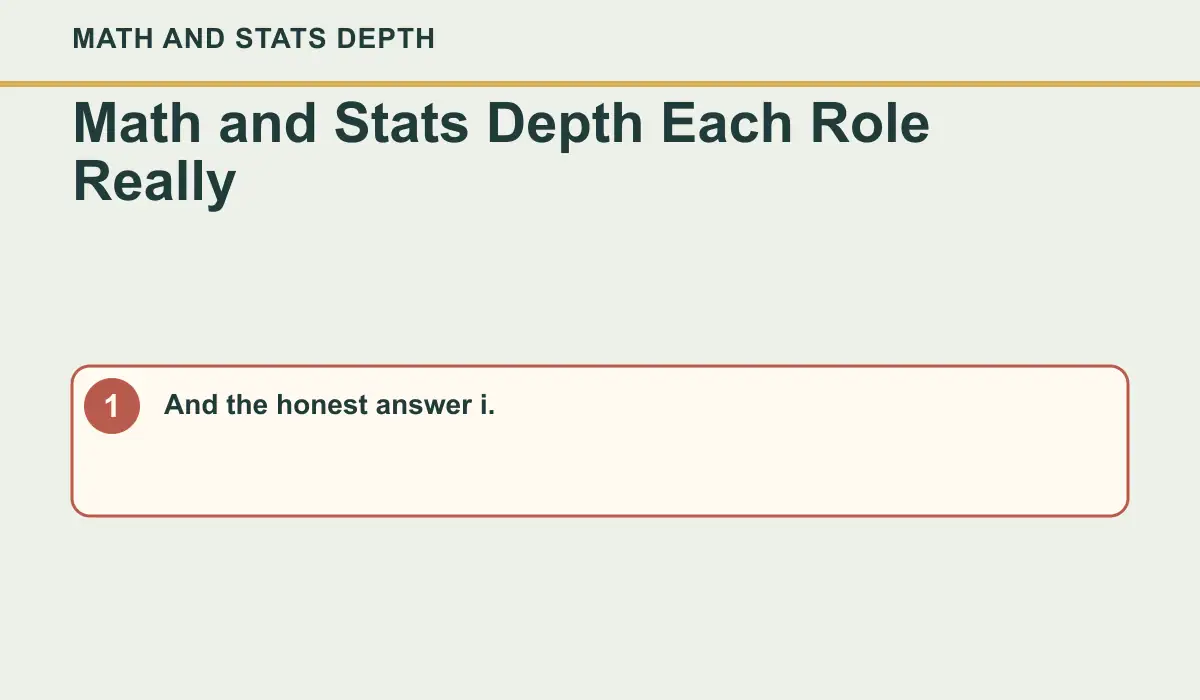 MATH AND STATS DEPTH
Math and Stats Depth Each Role
Really
1
And the honest answer i.